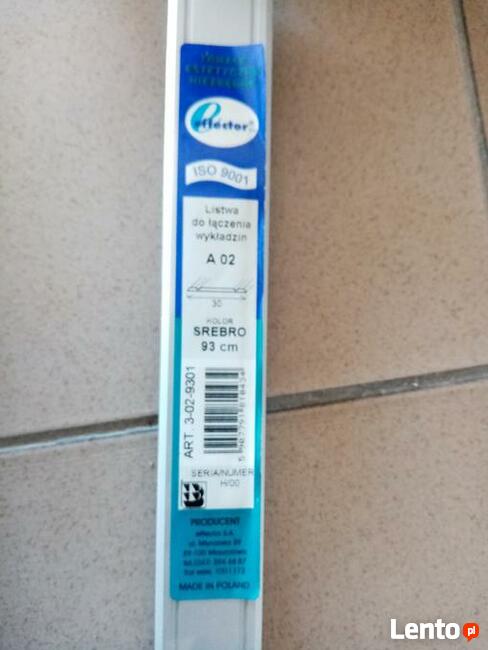 effector
ISO 9001
Listwa
do łączenia
wykładzin
A 02
30
KOLOR
SREBRO
93 cm
ART. 3-02-9301
SERIA/NUMER
H/00
PRODUCENT
effector S.A.
MADE IN POLAND
Lento.pl